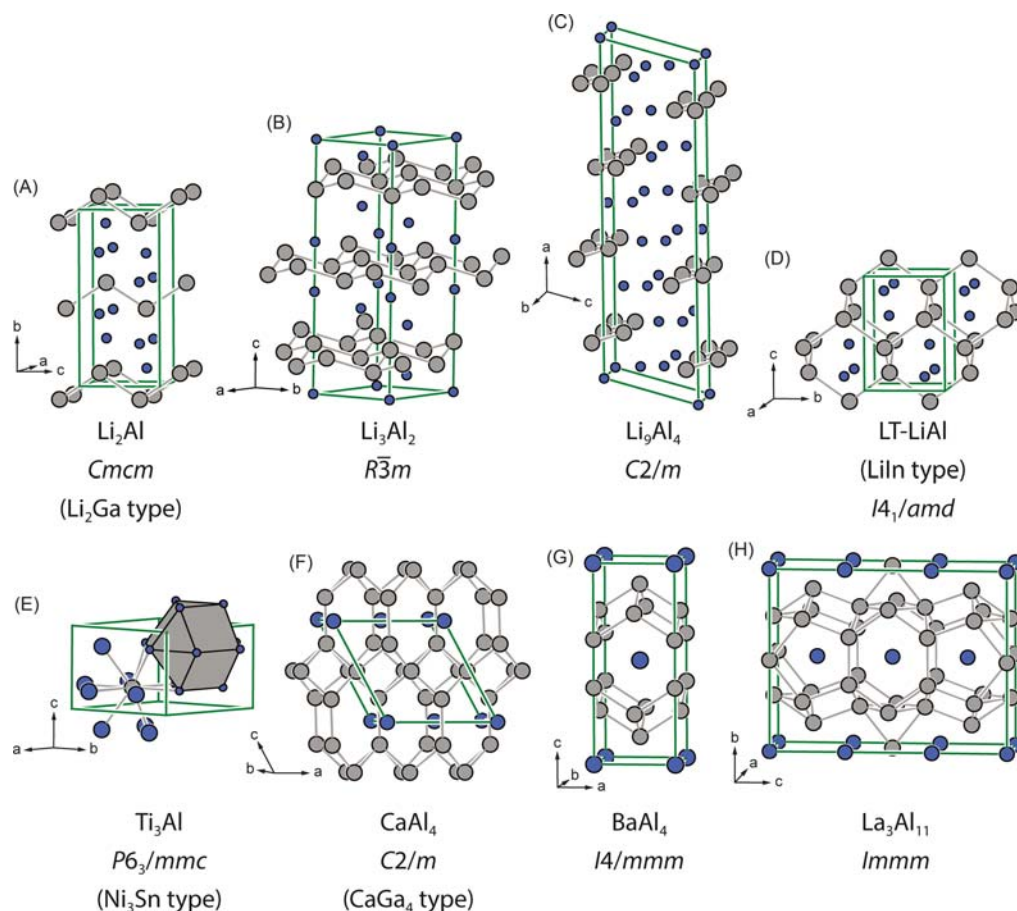 (A)
b
a
c
Li₂Al
Cmcm
(Li₂Ga type)
(B)
c
a
b
Li₃Al₂
R3̅m
(C)
a
b
c
Li₉Al₄
C2/m
(D)
c
a
b
LT-LiAl
(LiIn type)
I4₁/amd
(E)
c
a
b
Ti₃Al
P6₃/mmc
(Ni₃Sn type)
(F)
c
b
a
CaAl₄
C2/m
(CaGa₄ type)
(G)
c
b
a
BaAl₄
I4/mmm
(H)
b
a
c
La₃Al₁₁
Immm